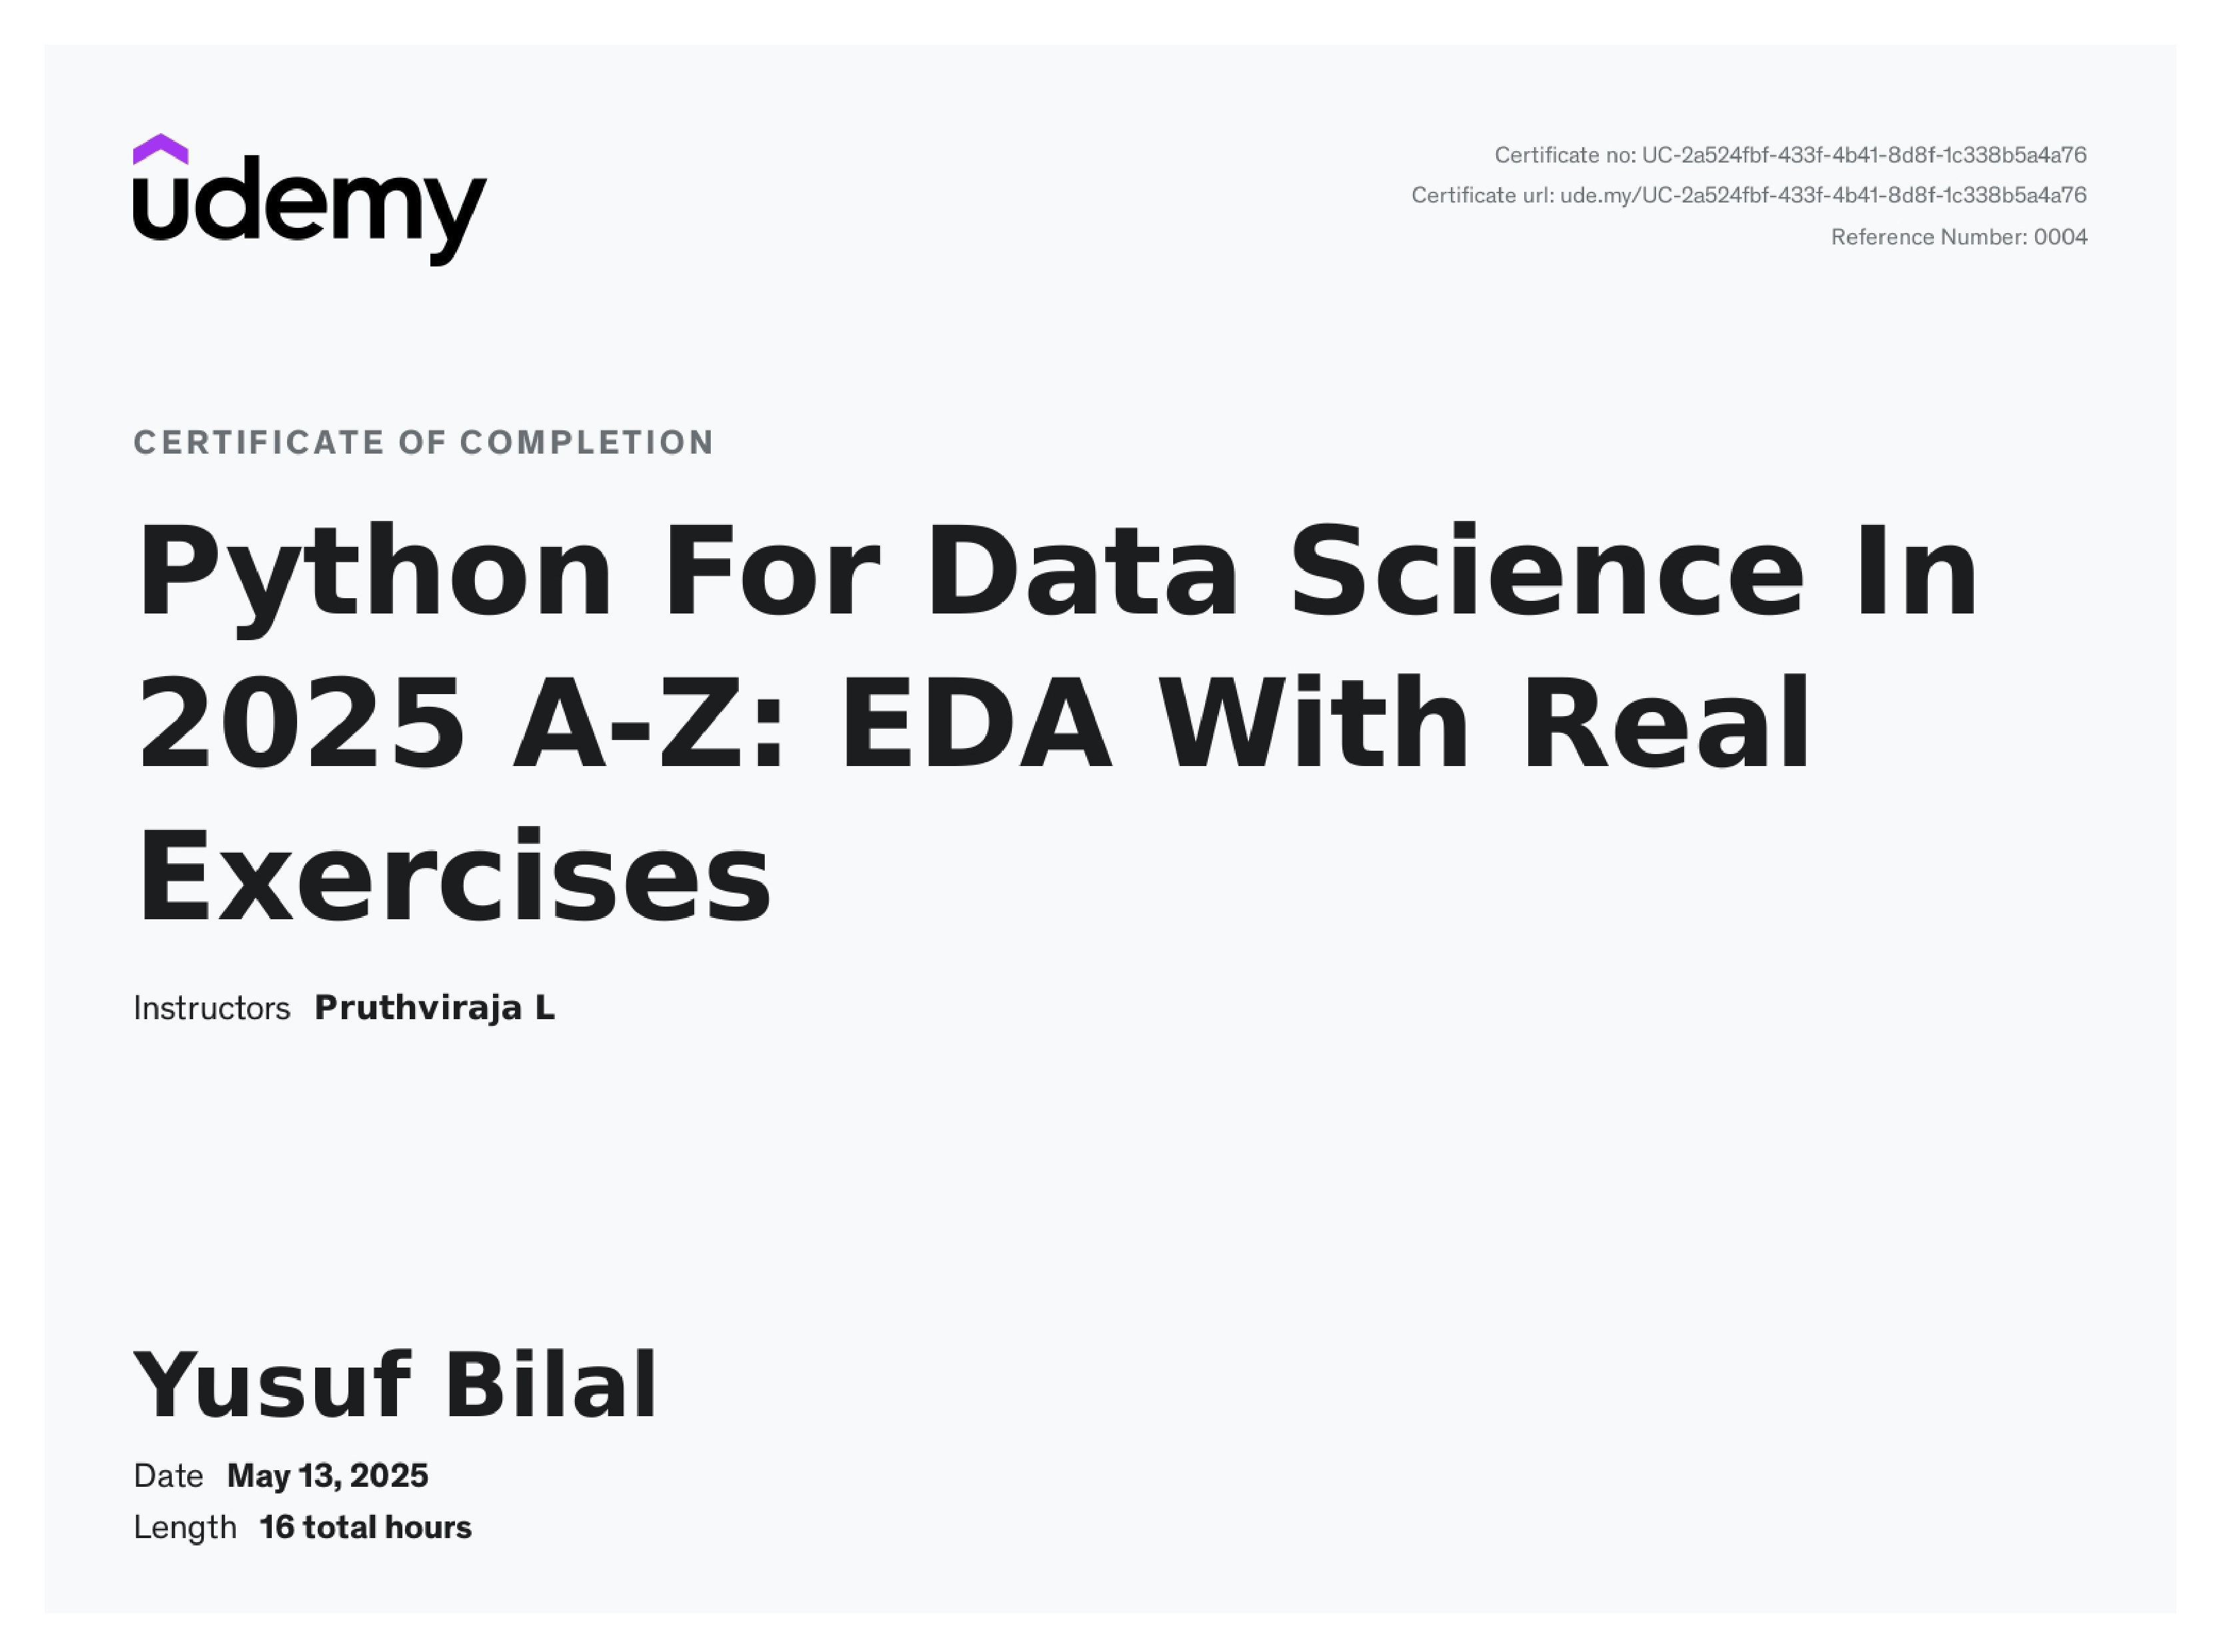 udemy
Certificate no: UC-2a524fbf-433f-4b41-8d8f-1c338b5a4a76
Certificate url: ude.my/UC-2a524fbf-433f-4b41-8d8f-1c338b5a4a76
Reference Number: 0004
CERTIFICATE OF COMPLETION
Python For Data Science In
2025 A-Z: EDA With Real
Exercises
Instructors Pruthviraja L
Yusuf Bilal
Date May 13, 2025
Length 16 total hours